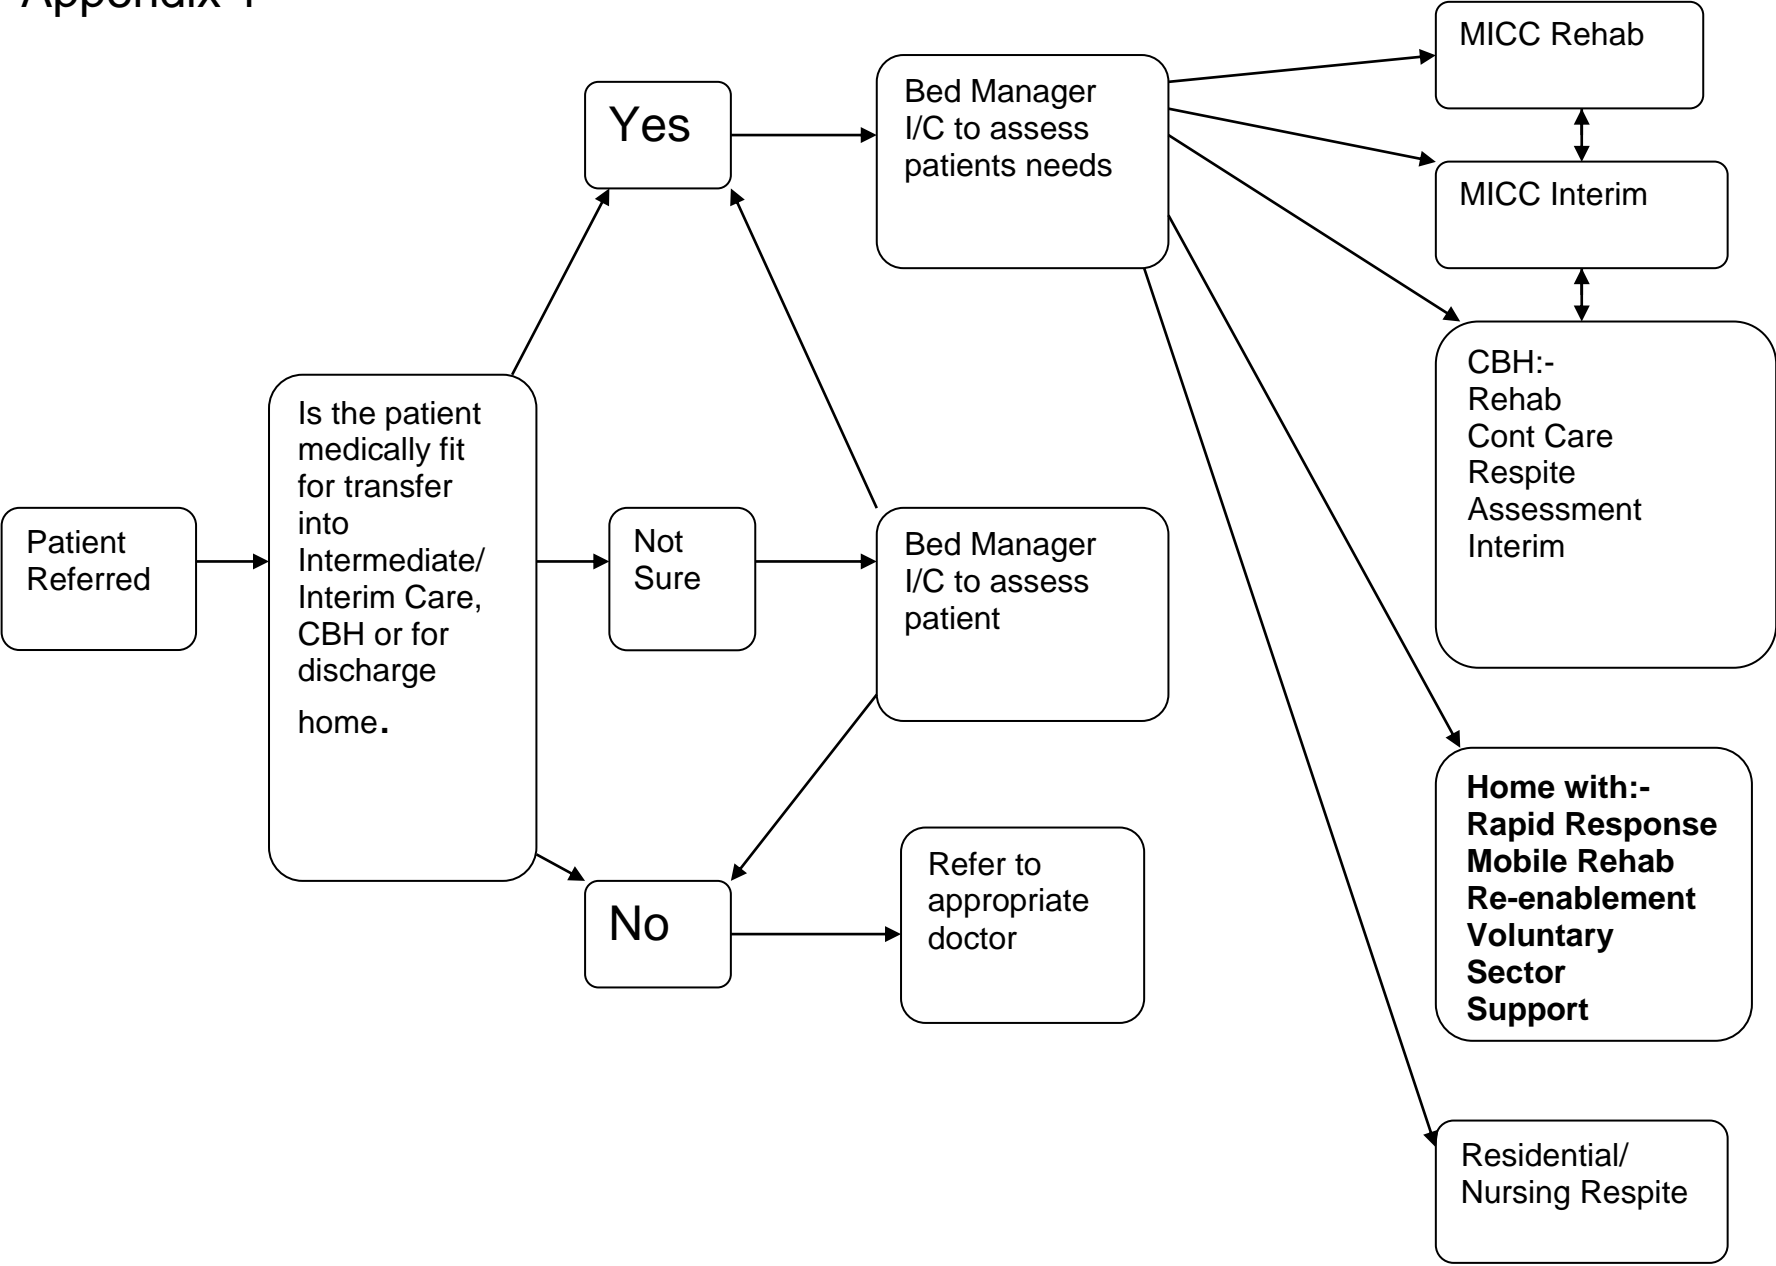 Yes
Bed Manager
I/C to assess
patients needs
MICC Rehab
MICC Interim
CBH:-
Rehab
Cont Care
Respite
Assessment
Interim
Patient
Referred
Is the patient
medically fit
for transfer
into
Intermediate/
Interim Care,
CBH or for
discharge
home.
Not
Sure
Bed Manager
I/C to assess
patient
No
Refer to
appropriate
doctor
Home with:-
Rapid Response
Mobile Rehab
Re-enablement
Voluntary
Sector
Support
Residential/
Nursing Respite